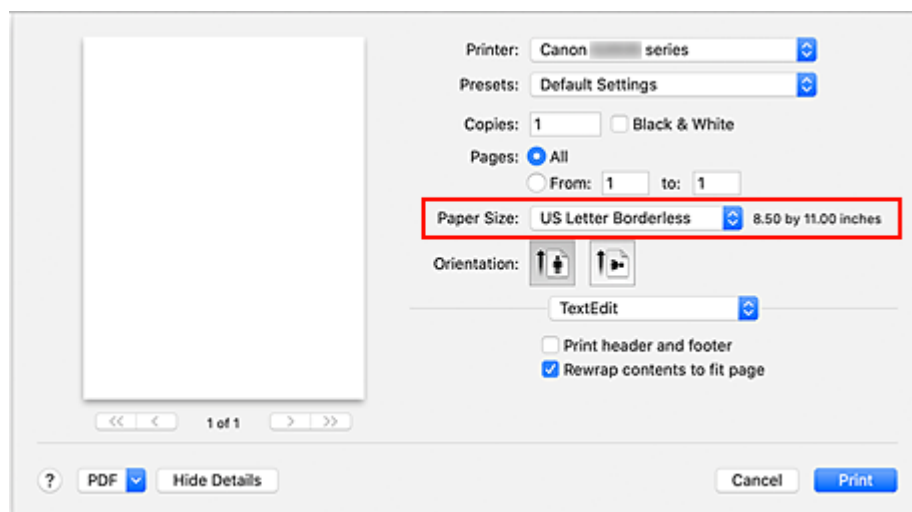 Printer: Canon series
Presets: Default Settings
Copies: 1 Black & White
Pages: All
From: 1 to: 1
Paper Size: US Letter Borderless 8.50 by 11.00 inches
Orientation:
TextEdit
Print header and footer
Rewrap contents to fit page
<< < 1 of 1 > >>
? PDF Hide Details Cancel Print